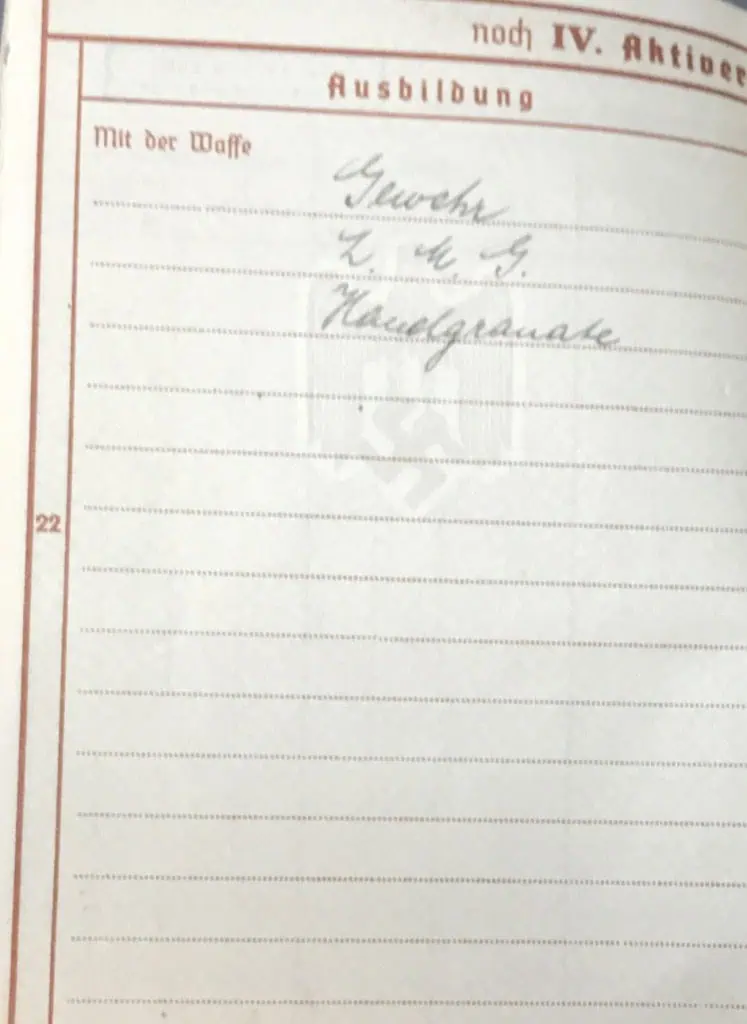 noch IV. Aktiver
Ausbildung
Mit der Waffe
Gewehr
L. M. G.
Handgranate
22